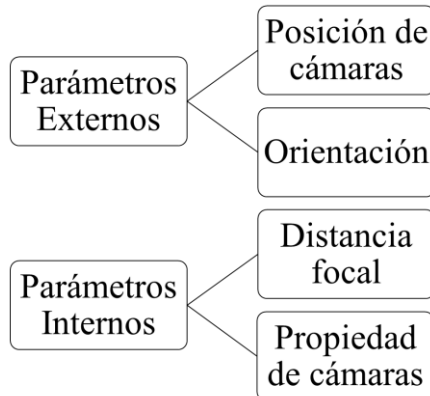 Parámetros
Externos
Posición de
cámaras
Orientación
Parámetros
Internos
Distancia
focal
Propiedad
de cámaras